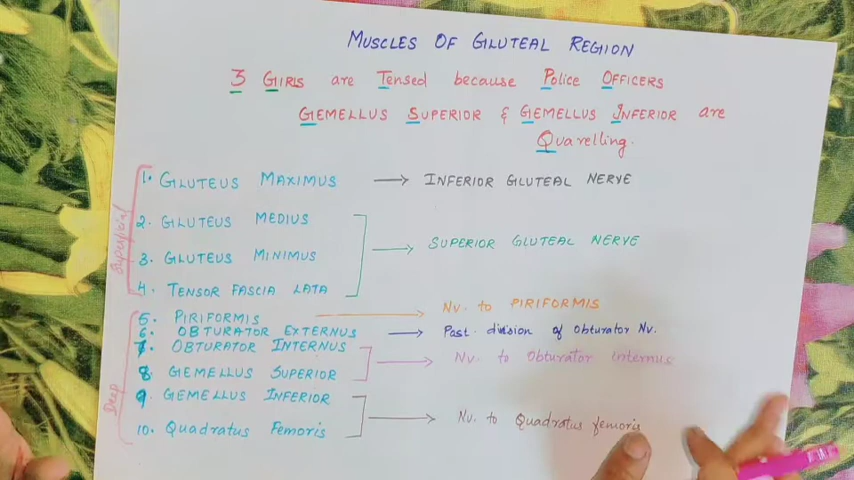 MUSCLES OF GLUTEAL REGION
3 GIRLS are Tensed because Police OFFICERS
GEMELLUS SUPERIOR & GEMELLUS INFERIOR are
Quarelling.
Superficial
1. GLUTEUS MAXIMUS → INFERIOR GLUTEAL NERVE
2. GLUTEUS MEDIUS
3. GLUTEUS MINIMUS → SUPERIOR GLUTEAL NERVE
4. TENSOR FASCIA LATA
Deep
5. PIRIFORMIS → Nv. to PIRIFORMIS
6. OBTURATOR EXTERNUS → Post. division of Obturator Nv.
7. OBTURATOR INTERNUS → Nv. to Obturator internus
8. GEMELLUS SUPERIOR
9. GEMELLUS INFERIOR → Nv. to Quadratus femoris
10. Quadratus Femoris